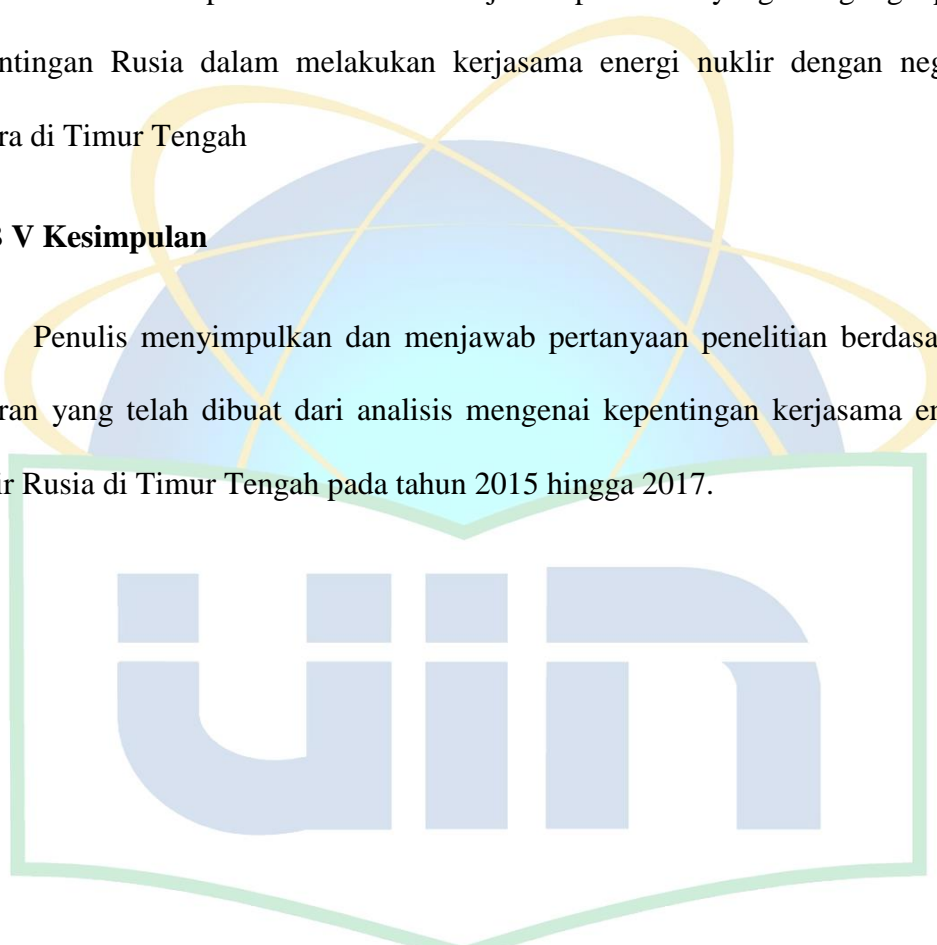 ntingan Rusia dalam melakukan kerjasama energi nuklir dengan neg
ra di Timur Tengah
V Kesimpulan
Penulis menyimpulkan dan menjawab pertanyaan penelitian berdasa
ran yang telah dibuat dari analisis mengenai kepentingan kerjasama en
ir Rusia di Timur Tengah pada tahun 2015 hingga 2017.
uin